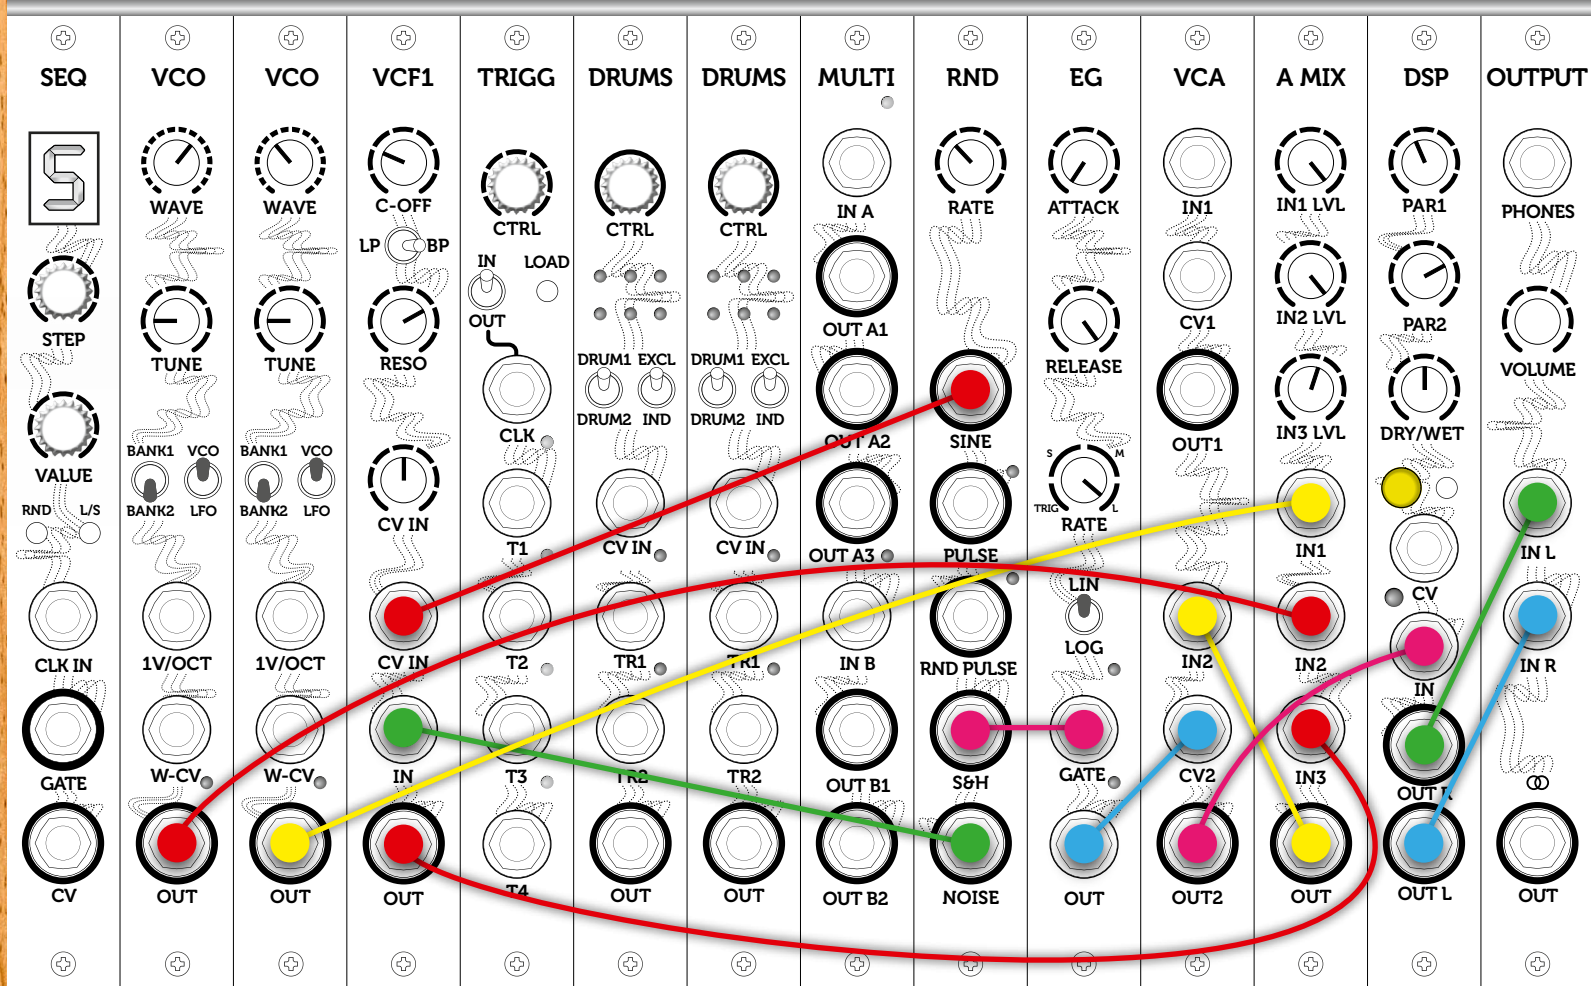 SEQ
STEP
VALUE
RND L/S
CLK IN
GATE
CV
VCO
WAVE
TUNE
BANK1 VCO
BANK2 LFO
1V/OCT
W-CV
OUT
VCO
WAVE
TUNE
BANK1 VCO
BANK2 LFO
1V/OCT
W-CV
OUT
VCF1
C-OFF
LP BP
RESO
CV IN
CV IN
IN
OUT
TRIGG
CTRL
IN LOAD
OUT
CLK
T1
T2
T3
T4
DRUMS
CTRL
DRUM1 EXCL
DRUM2 IND
CV IN
TR1
TR2
OUT
DRUMS
CTRL
DRUM1 EXCL
DRUM2 IND
CV IN
TR1
TR2
OUT
MULTI
IN A
OUT A1
OUT A2
OUT A3
IN B
OUT B1
OUT B2
RND
RATE
SINE
PULSE
RND PULSE
S&H
NOISE
EG
ATTACK
RELEASE
S M
TRIG L
RATE
LIN
LOG
GATE
OUT
VCA
IN1
CV1
OUT1
IN2
CV2
OUT2
A MIX
IN1 LVL
IN2 LVL
IN3 LVL
IN1
IN2
IN3
OUT
DSP
PAR1
PAR2
DRY/WET
CV
IN
OUT R
OUT L
OUTPUT
PHONES
VOLUME
IN L
IN R
OUT